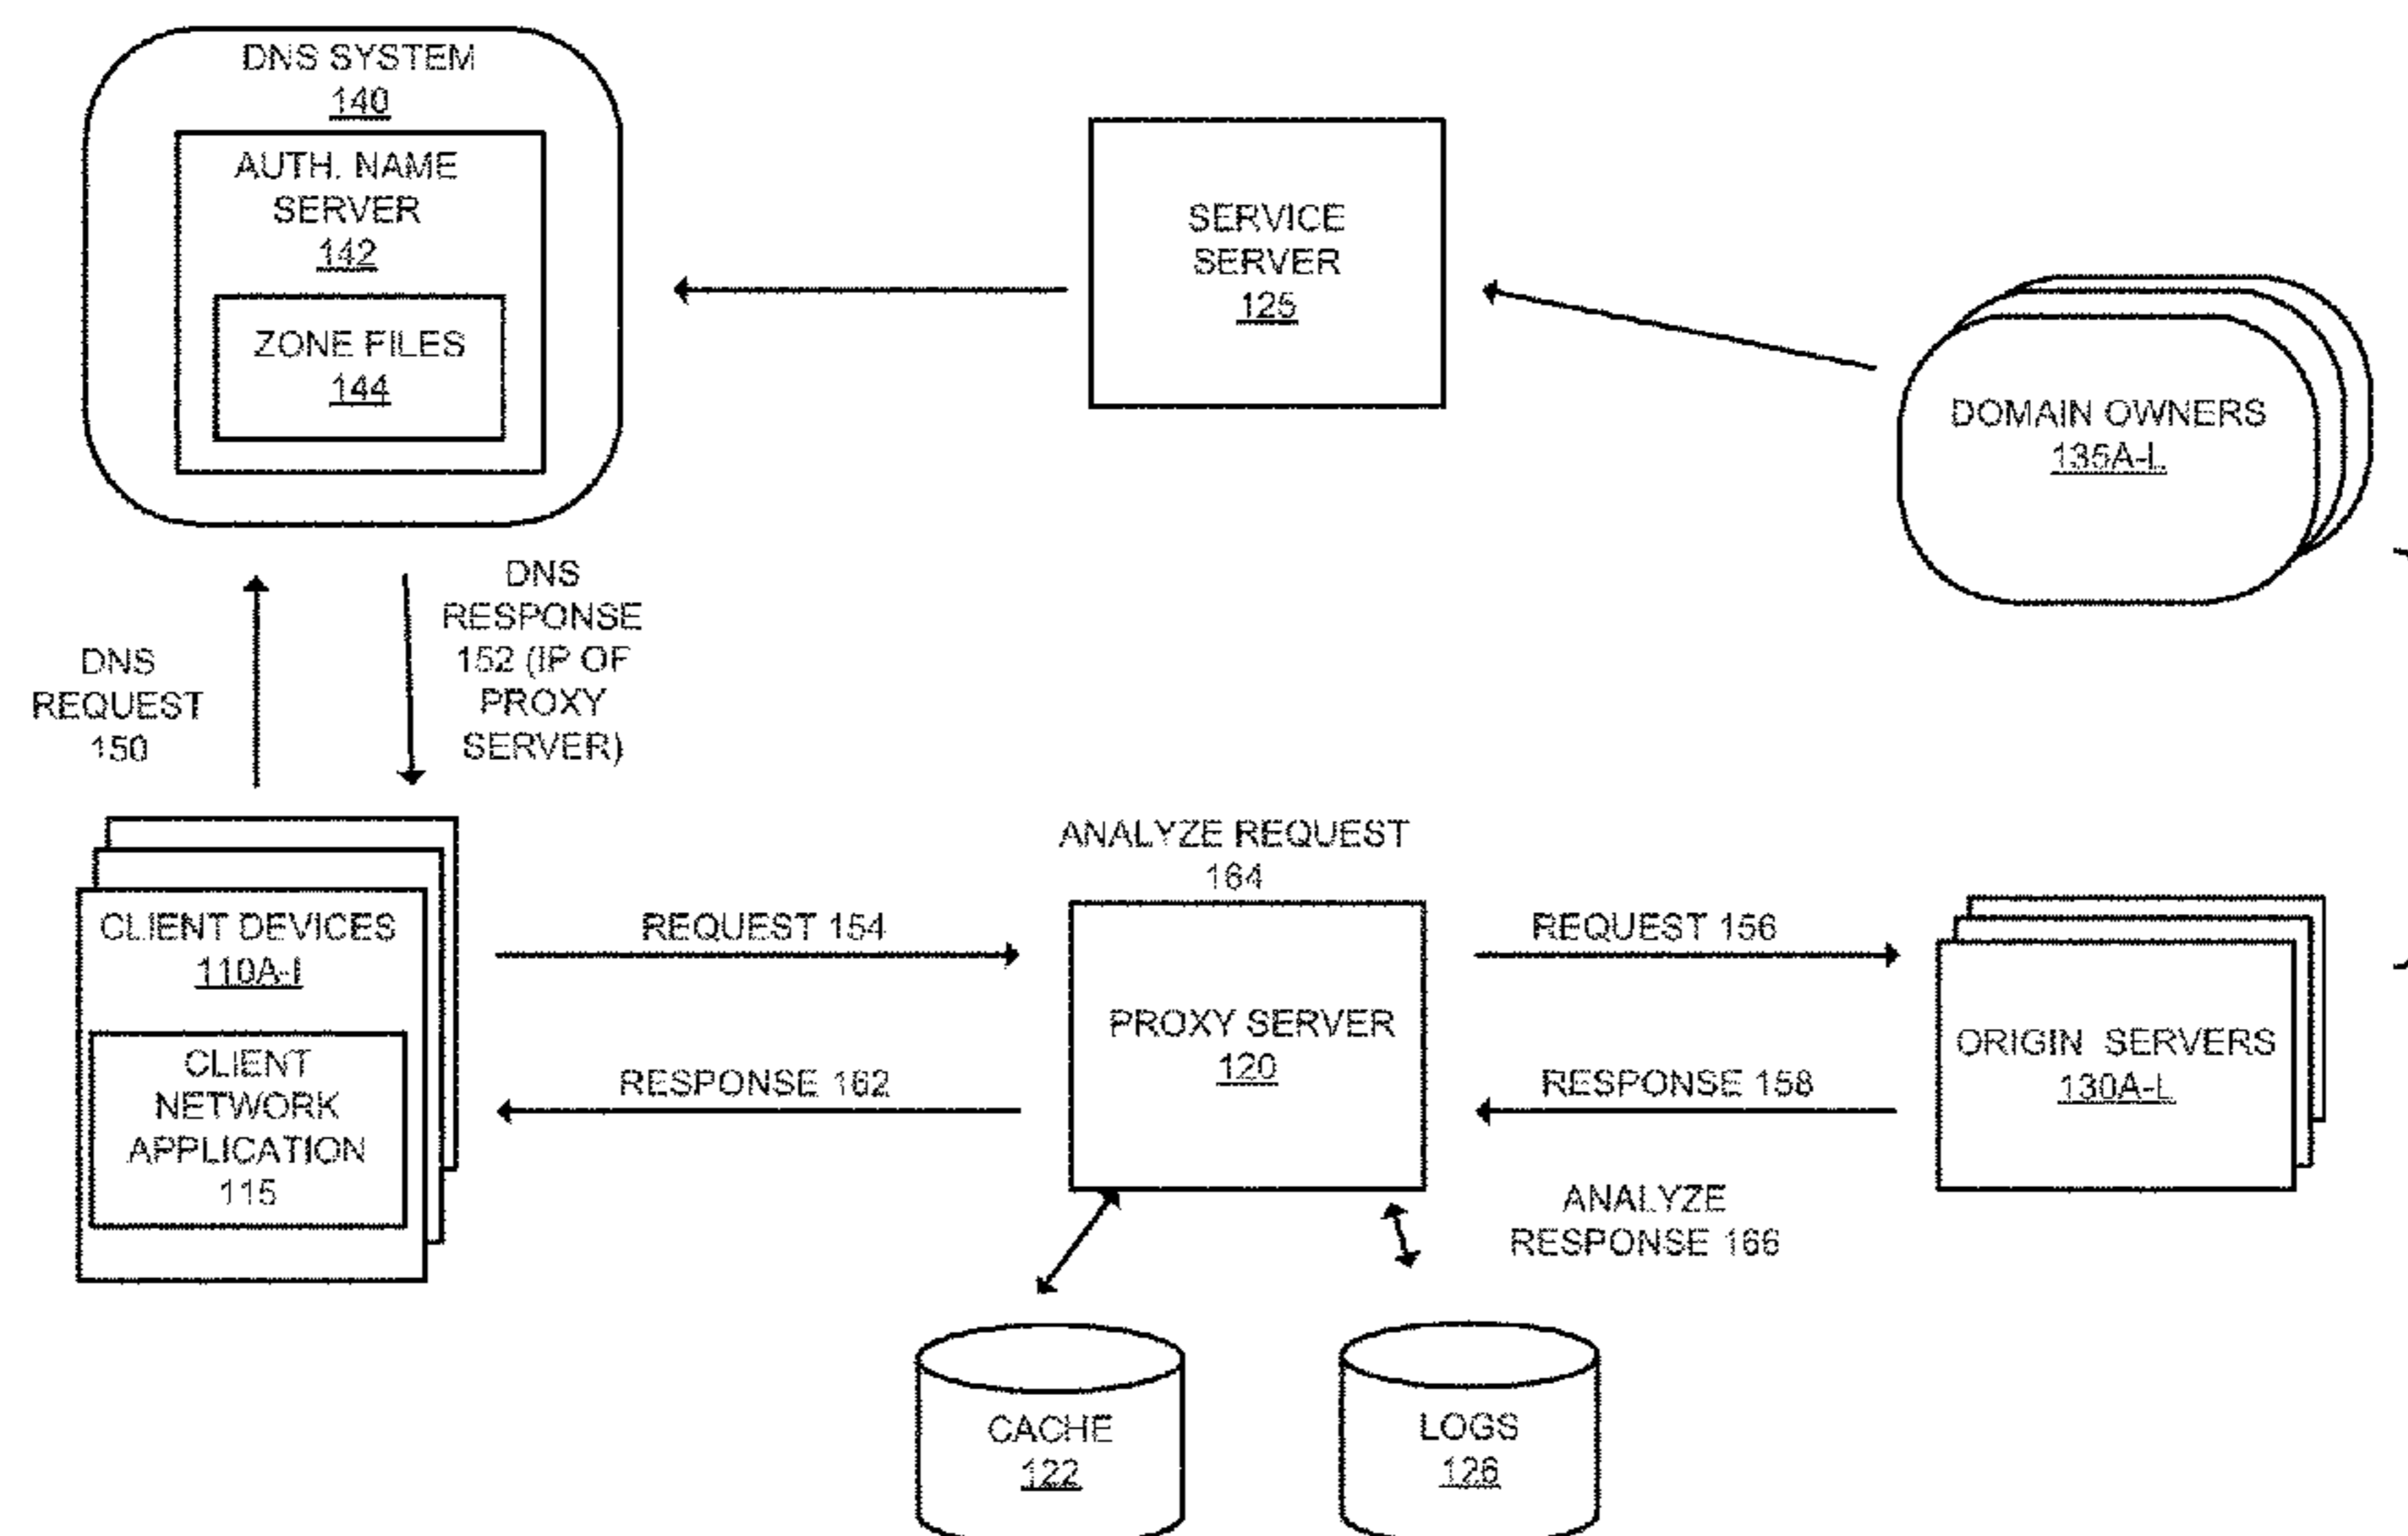 DNS SYSTEM
140
AUTH. NAME
SERVER
142
ZONE FILES
144
SERVICE
SERVER
125
DOMAIN OWNERS
135A-L
DNS
REQUEST
150
DNS
RESPONSE
152 (IP OF
PROXY
SERVER)
CLIENT DEVICES
110A-I
CLIENT
NETWORK
APPLICATION
115
REQUEST 154
RESPONSE 162
ANALYZE REQUEST
164
PROXY SERVER
120
REQUEST 156
RESPONSE 158
ORIGIN SERVERS
130A-L
ANALYZE
RESPONSE 166
CACHE
122
LOGS
126